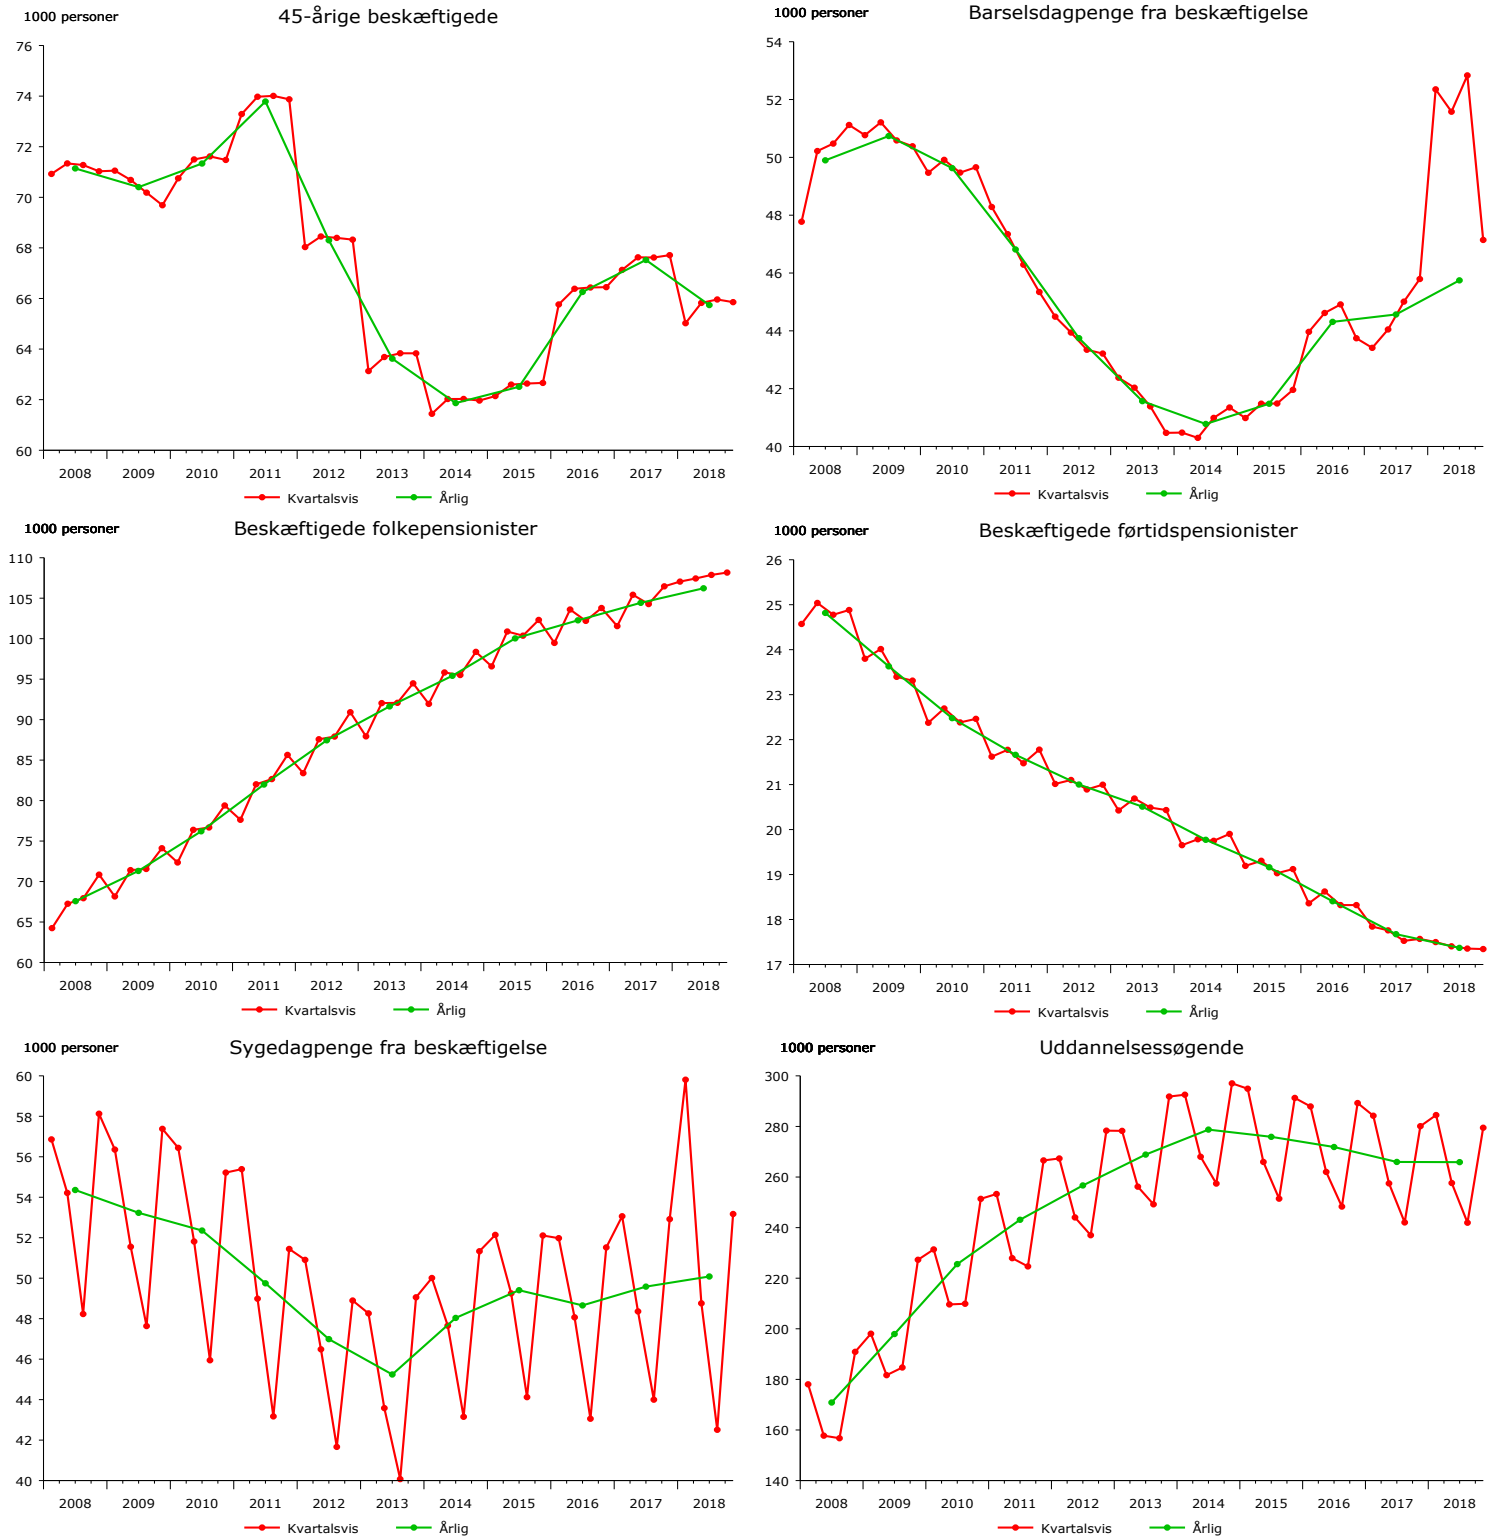 1000 personer
45-årige beskæftigede
76
74
72
70
68
66
64
62
60
2008 2009 2010 2011 2012 2013 2014 2015 2016 2017 2018
Kvartalsvis Årlig
1000 personer
Barselsdagpenge fra beskæftigelse
54
52
50
48
46
44
42
40
2008 2009 2010 2011 2012 2013 2014 2015 2016 2017 2018
Kvartalsvis Årlig
1000 personer
Beskæftigede folkepensionister
110
105
100
95
90
85
80
75
70
65
60
2008 2009 2010 2011 2012 2013 2014 2015 2016 2017 2018
Kvartalsvis Årlig
1000 personer
Beskæftigede førtidspensionister
26
25
24
23
22
21
20
19
18
17
2008 2009 2010 2011 2012 2013 2014 2015 2016 2017 2018
Kvartalsvis Årlig
1000 personer
Sygedagpenge fra beskæftigelse
60
58
56
54
52
50
48
46
44
42
40
2008 2009 2010 2011 2012 2013 2014 2015 2016 2017 2018
Kvartalsvis Årlig
1000 personer
Uddannelsessøgende
300
280
260
240
220
200
180
160
140
2008 2009 2010 2011 2012 2013 2014 2015 2016 2017 2018
Kvartalsvis Årlig